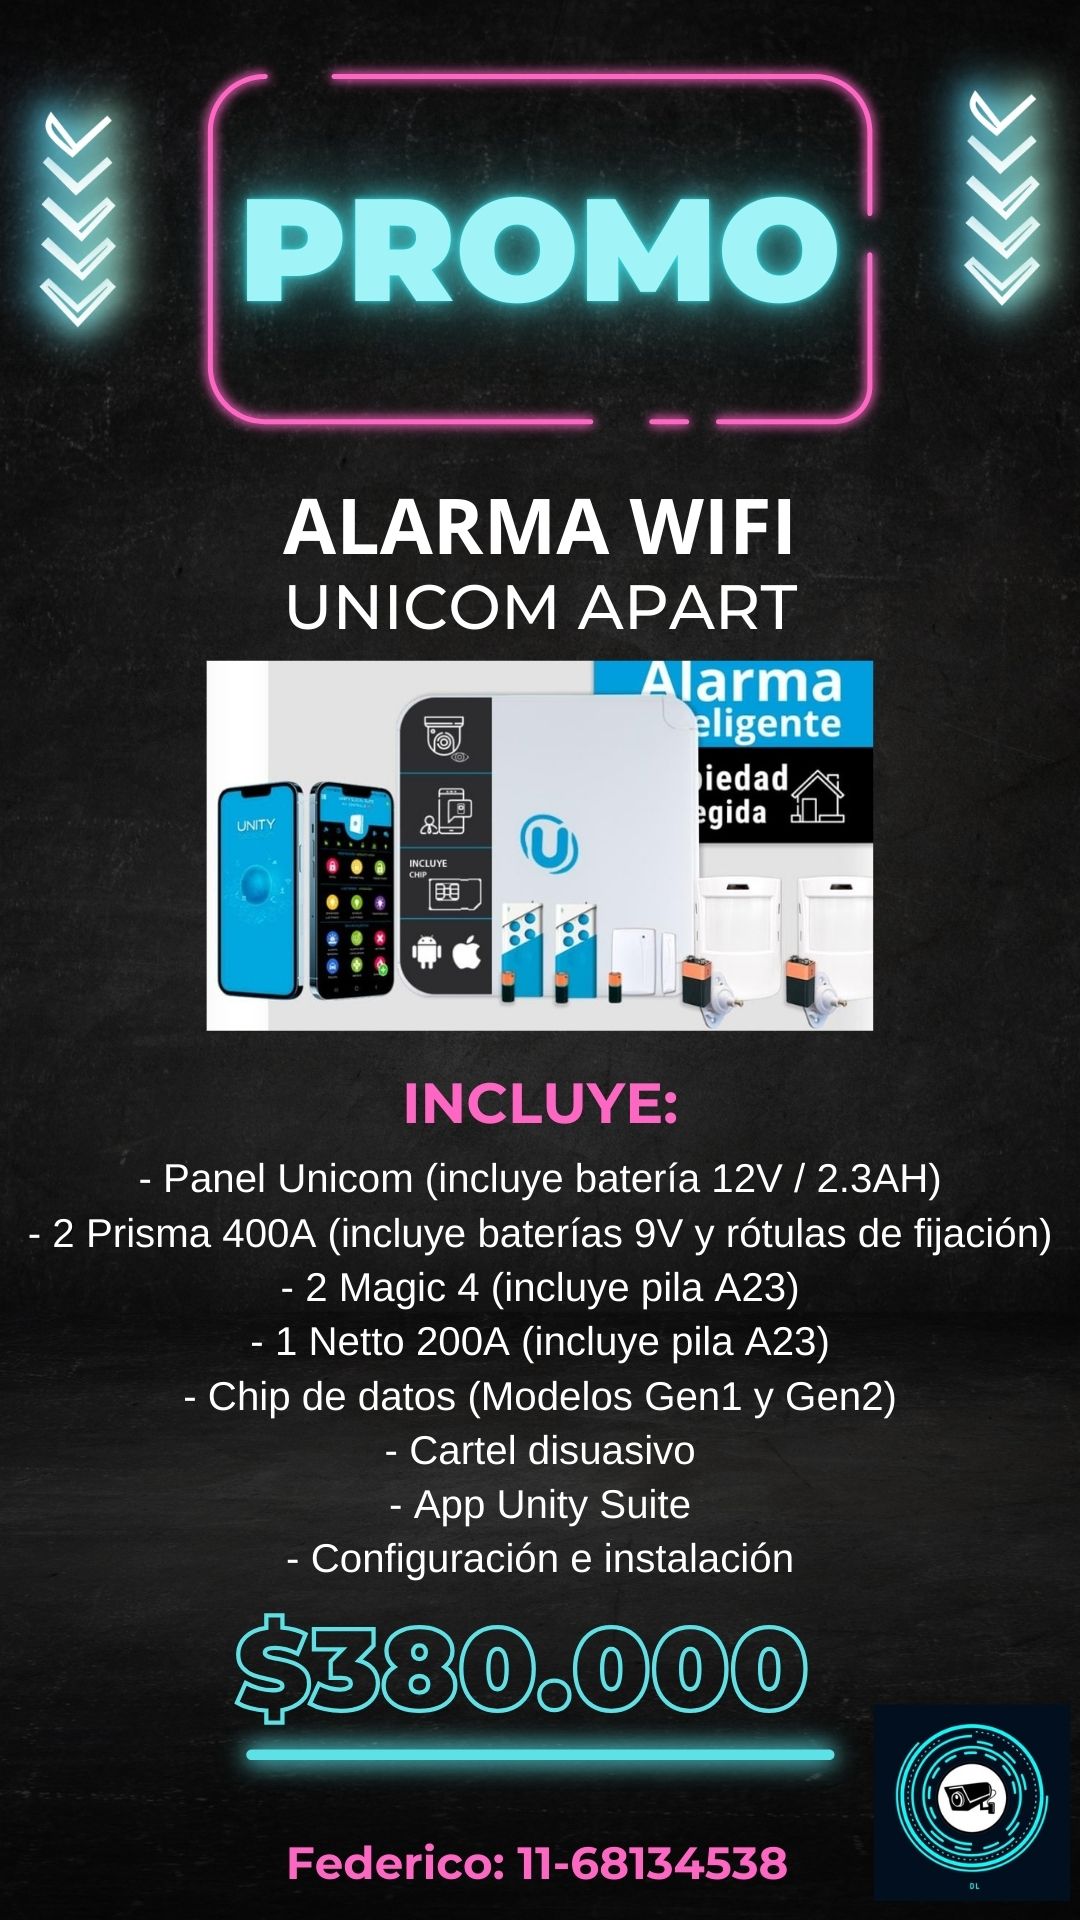 PROMO
ALARMA WIFI
UNICOM APART
Alarma
eligente
piedad
egida
UNITY
INCLUYE
CHIP
INCLUYE:
- Panel Unicom (incluye batería 12V / 2.3AH)
- 2 Prisma 400A (incluye baterías 9V y rótulas de fijación)
- 2 Magic 4 (incluye pila A23)
- 1 Netto 200A (incluye pila A23)
- Chip de datos (Modelos Gen1 y Gen2)
- Cartel disuasivo
- App Unity Suite
- Configuración e instalación
$380.000
Federico: 11-68134538
DL